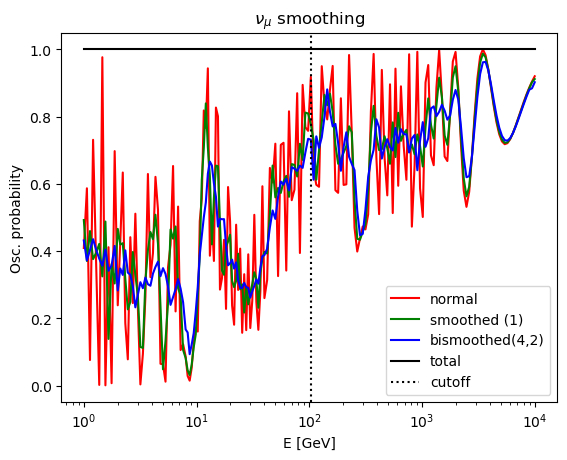 ν_μ smoothing
Osc. probability
1.0
0.8
0.6
0.4
0.2
0.0
normal
smoothed (1)
bismoothed(4,2)
total
cutoff
10^0 10^1 10^2 10^3 10^4
E [GeV]